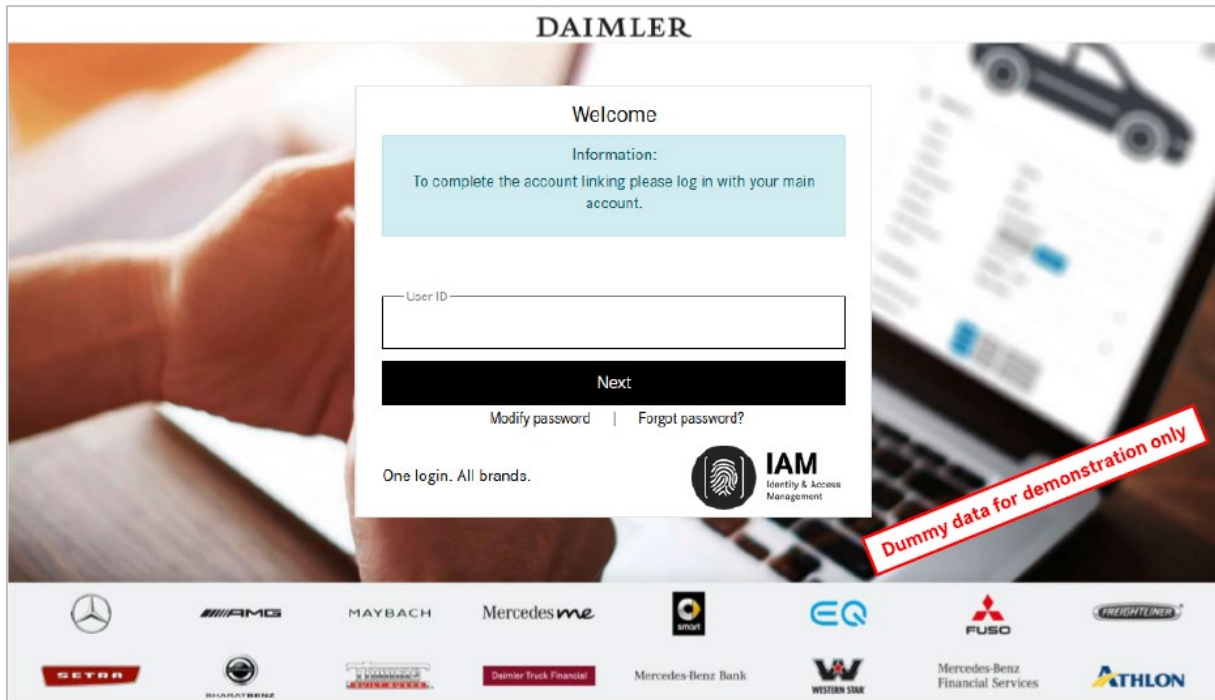 DAIMLER
Welcome
Information:
To complete the account linking please log in with your main
account.
User ID
Next
Modify password | Forgot password?
One login. All brands.
IAM
Identity & Access
Management
Dummy data for demonstration only
AMG
MAYBACH
Mercedes me
smart
EQ
FUSO
FREIGHTLINER
SETRA
BHARATBENZ
THOMAS
BUILT BUSES
Daimler Truck Financial
Mercedes-Benz Bank
WESTERN STAR
Mercedes-Benz
Financial Services
ATHLON